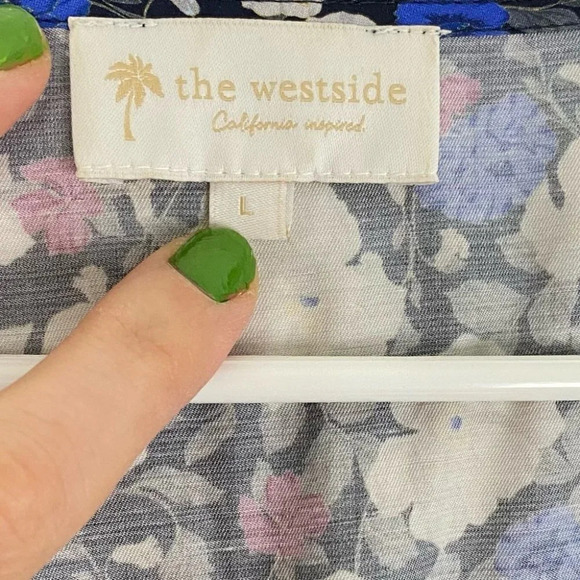 the westside
California inspired.
L